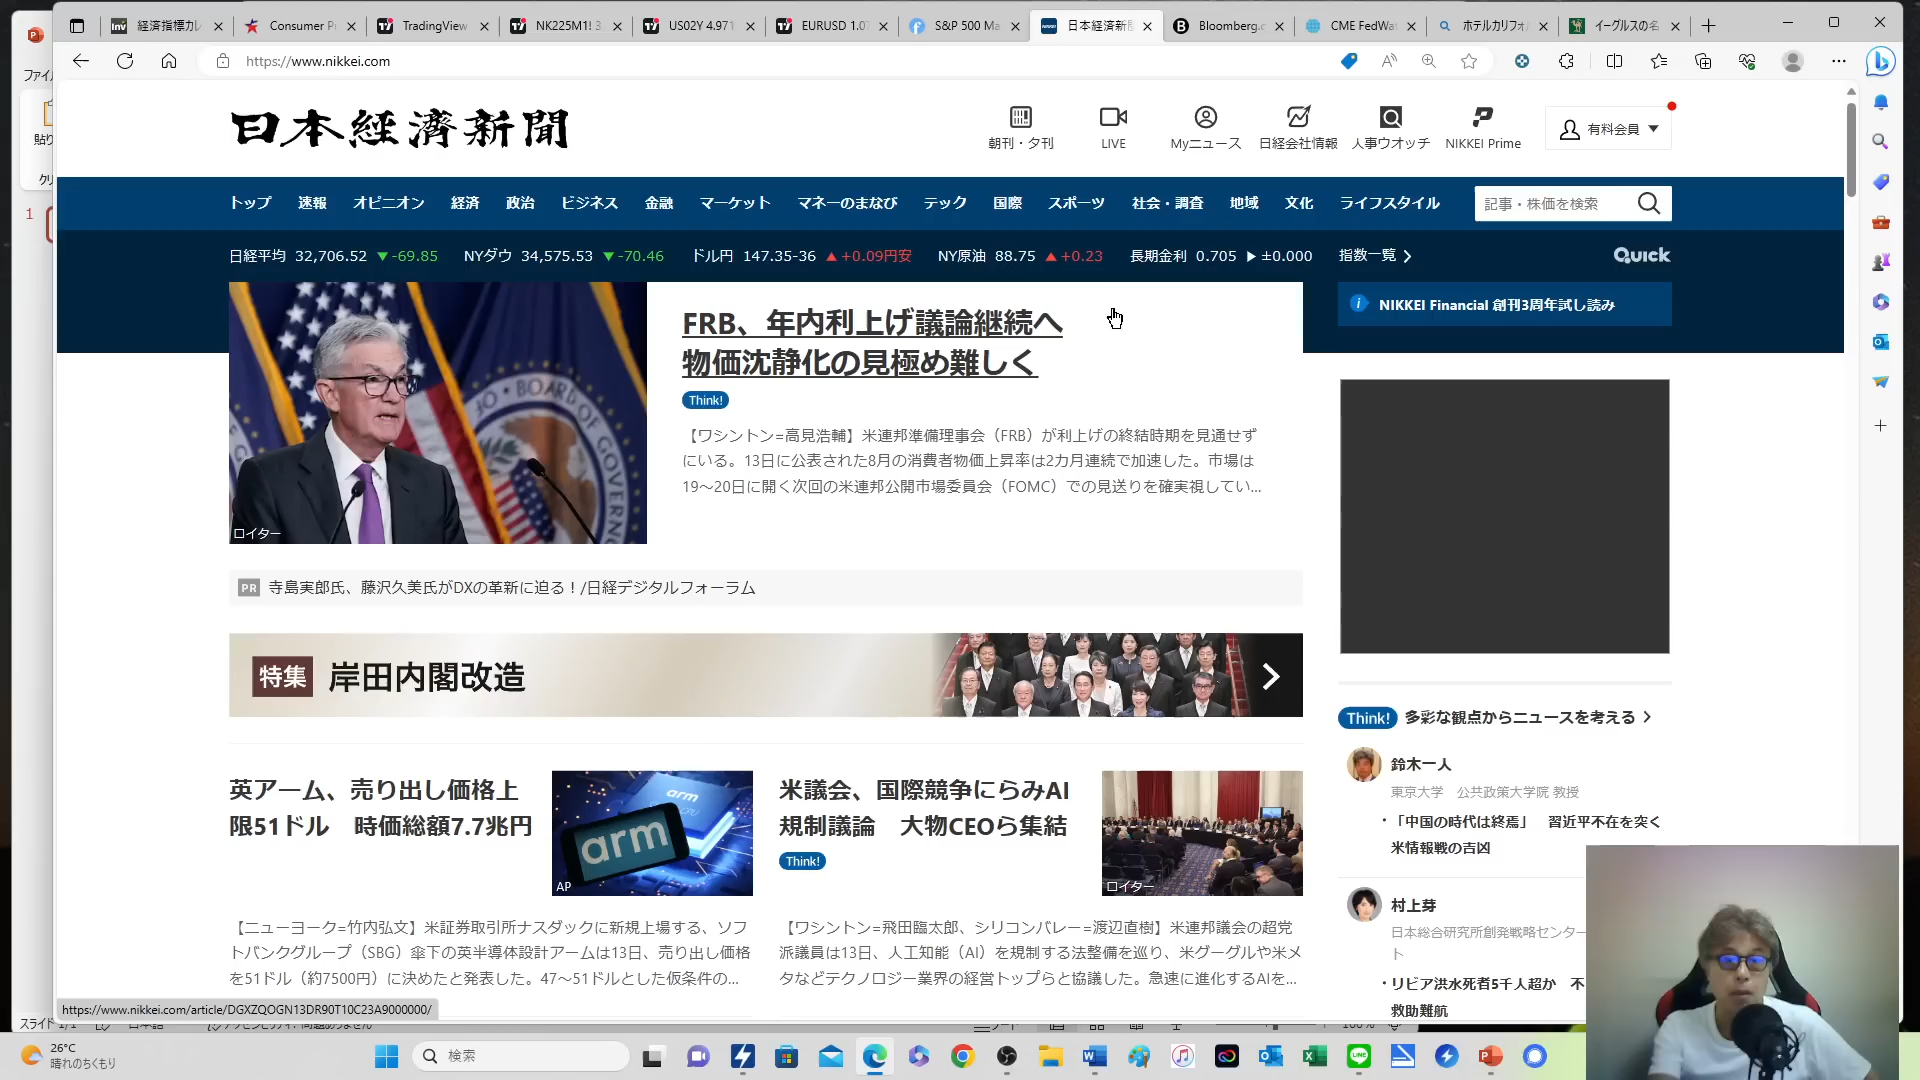 経済指標カレ
Consumer P
TradingView
NK225M1! 3
US02Y 4.971
EURUSD 1.07
S&P 500 Ma
日本経済新聞
Bloomberg.c
CME FedWat
ホテルカリフォ
イーグルスの名
https://www.nikkei.com
ファイ
貼り
クリ
1
日本経済新聞
朝刊・夕刊
LIVE
Myニュース
日経会社情報
人事ウオッチ
NIKKEI Prime
有料会員
トップ 速報 オピニオン 経済 政治 ビジネス 金融 マーケット マネーのまなび テック 国際 スポーツ 社会・調査 地域 文化 ライフスタイル
記事・株価を検索
日経平均 32,706.52 ▼-69.85 NYダウ 34,575.53 ▼-70.46 ドル円 147.35-36 ▲+0.09円安 NY原油 88.75 ▲+0.23 長期金利 0.705 ▶±0.000 指数一覧
Quick
FRB、年内利上げ議論継続へ
物価沈静化の見極め難しく
Think!
【ワシントン=高見浩輔】米連邦準備理事会（FRB）が利上げの終結時期を見通せず
にいる。13日に公表された8月の消費者物価上昇率は2カ月連続で加速した。市場は
19〜20日に開く次回の米連邦公開市場委員会（FOMC）での見送りを確実視してい...
ロイター
NIKKEI Financial 創刊3周年試し読み
PR 寺島実郎氏、藤沢久美氏がDXの革新に迫る！/日経デジタルフォーラム
特集 岸田内閣改造
英アーム、売り出し価格上
限51ドル 時価総額7.7兆円
arm
arm
AP
【ニューヨーク=竹内弘文】米証券取引所ナスダックに新規上場する、ソフ
トバンクグループ（SBG）傘下の英半導体設計アームは13日、売り出し価格
を51ドル（約7500円）に決めたと発表した。47〜51ドルとした仮条件の...
米議会、国際競争にらみAI
規制議論 大物CEOら集結
Think!
ロイター
【ワシントン=飛田臨太郎、シリコンバレー=渡辺直樹】米連邦議会の超党
派議員は13日、人工知能（AI）を規制する法整備を巡り、米グーグルや米メ
タなどテクノロジー業界の経営トップらと協議した。急速に進化するAIを...
Think! 多彩な観点からニュースを考える
鈴木一人
東京大学 公共政策大学院 教授
・「中国の時代は終焉」 習近平不在を突く
米情報戦の吉凶
村上芽
日本総合研究所創発戦略センター
ト
・リビア洪水死者5千人超か 不
救助難航
https://www.nikkei.com/article/DGXZQOGN13DR90T10C23A9000000/
26°C
晴れのちくもり
検索